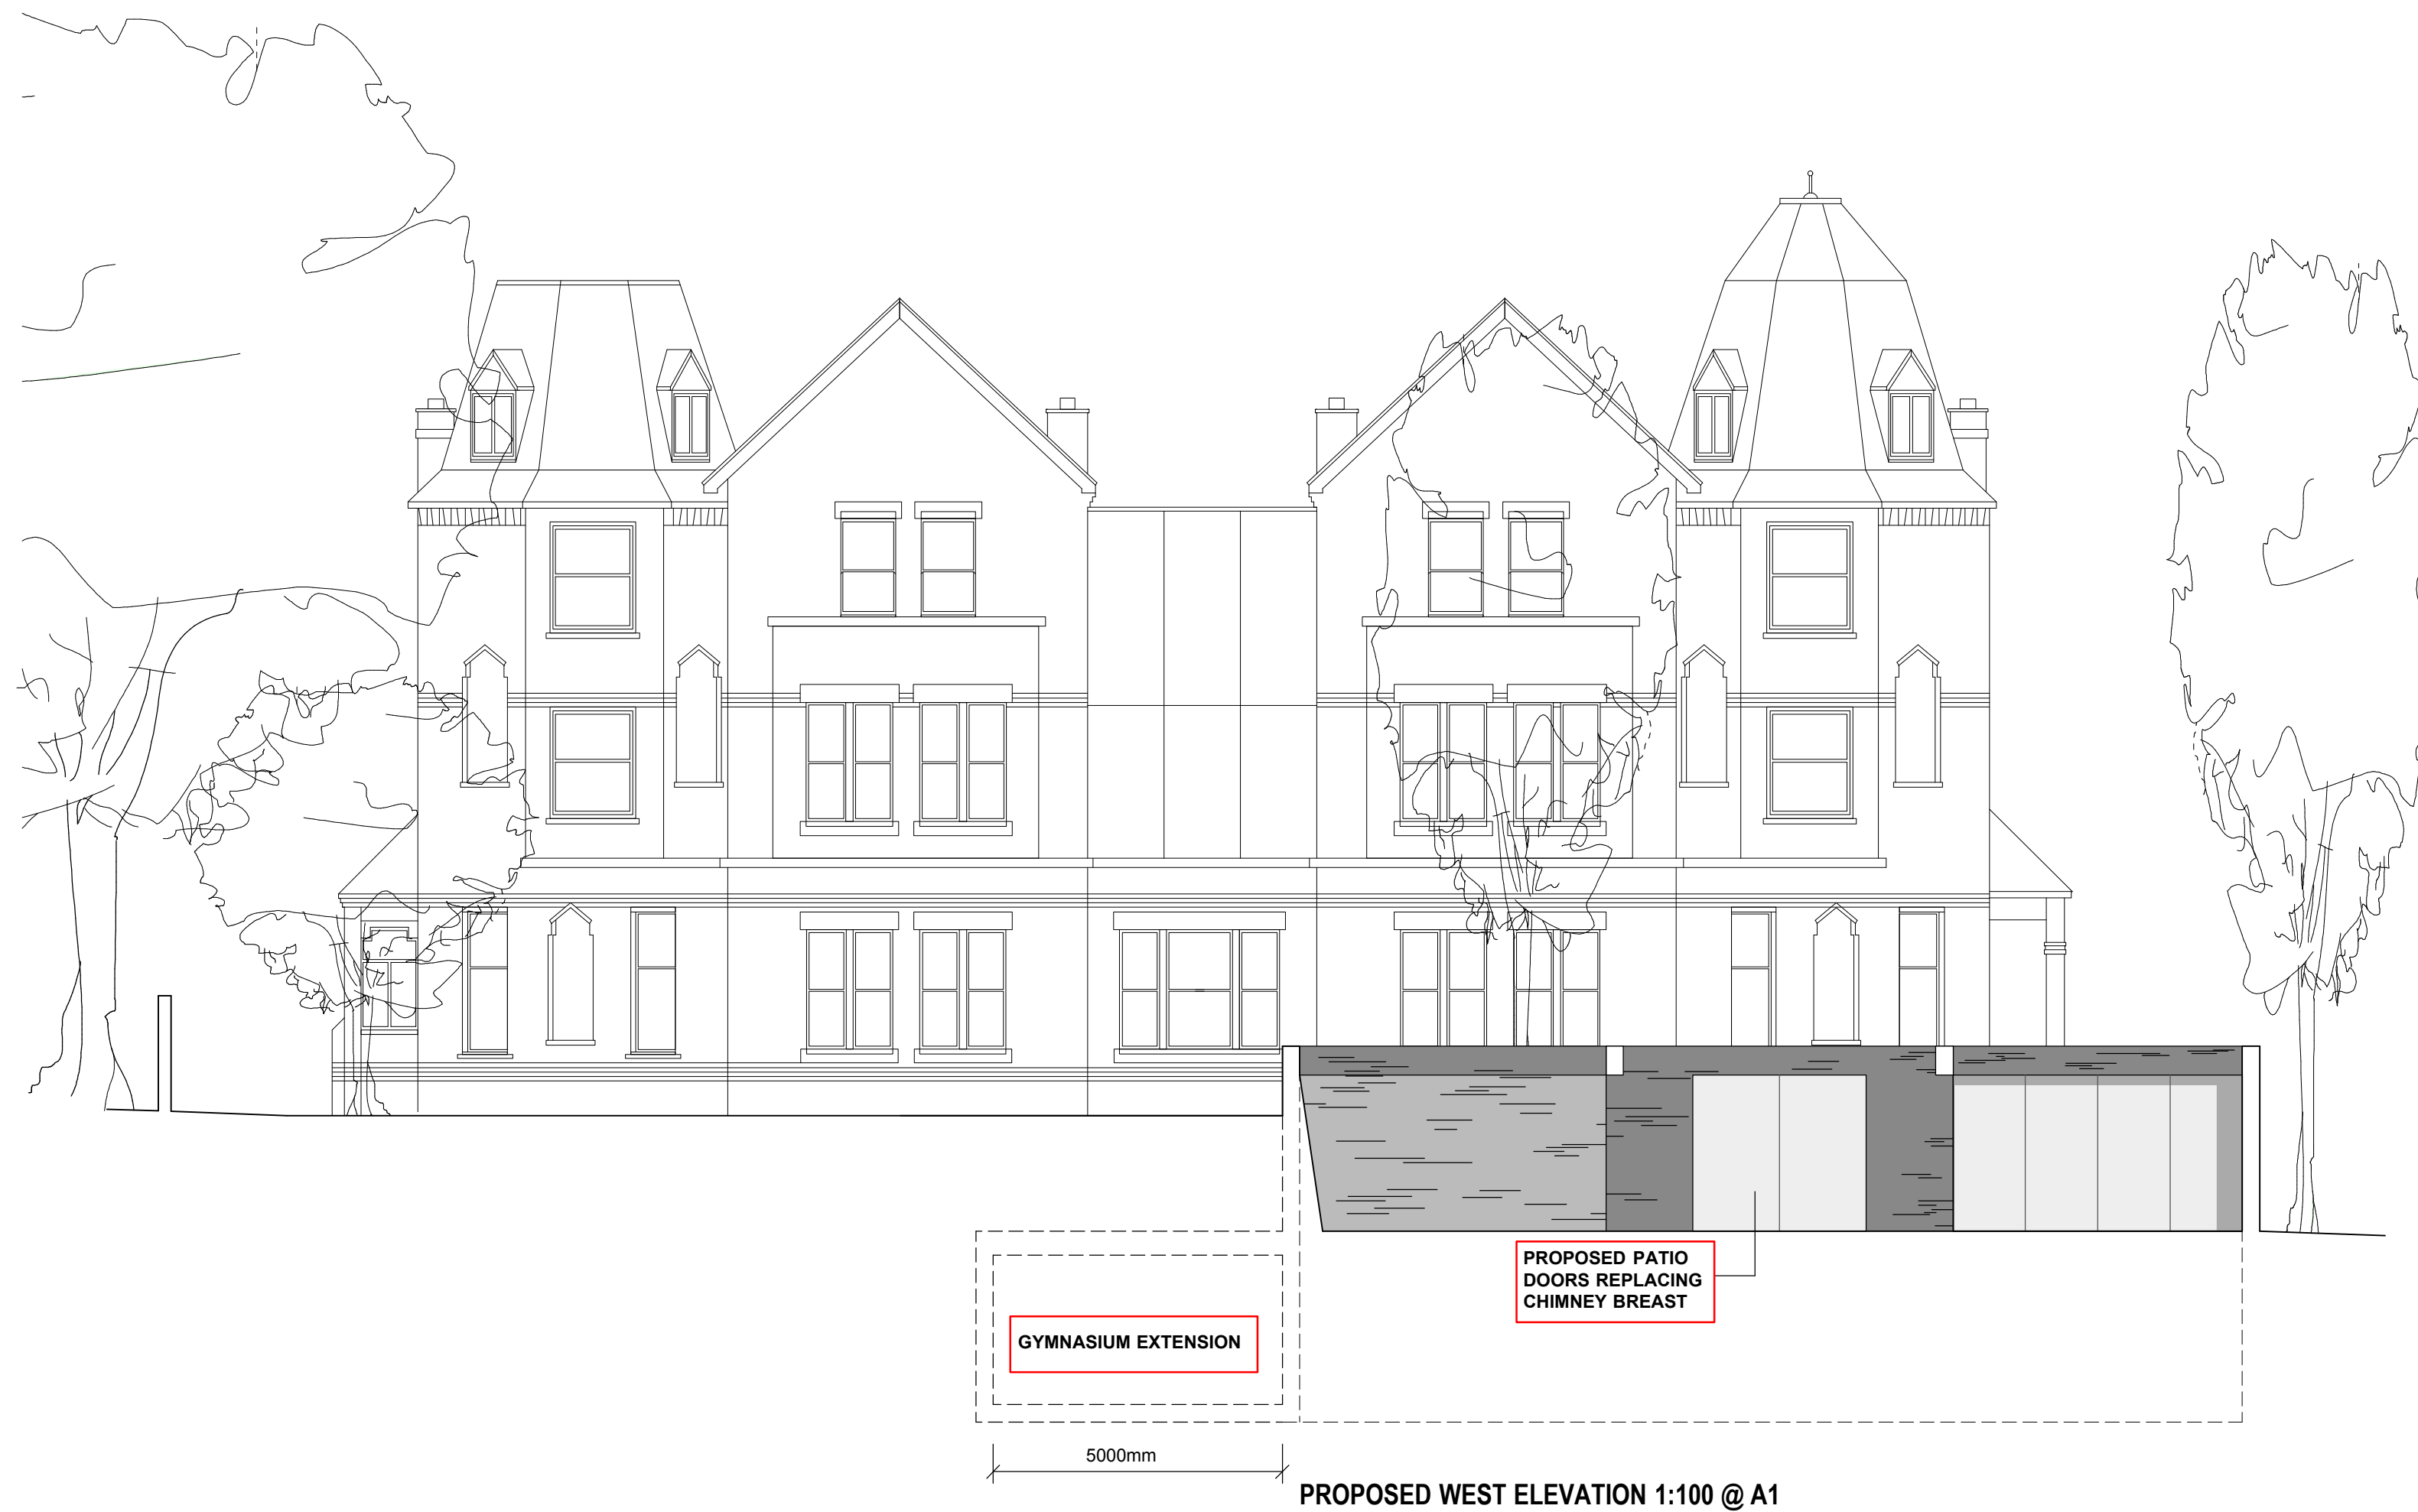 PROPOSED PATIO
DOORS REPLACING
CHIMNEY BREAST
GYMNASIUM EXTENSION
5000mm
PROPOSED WEST ELEVATION 1:100 @ A1